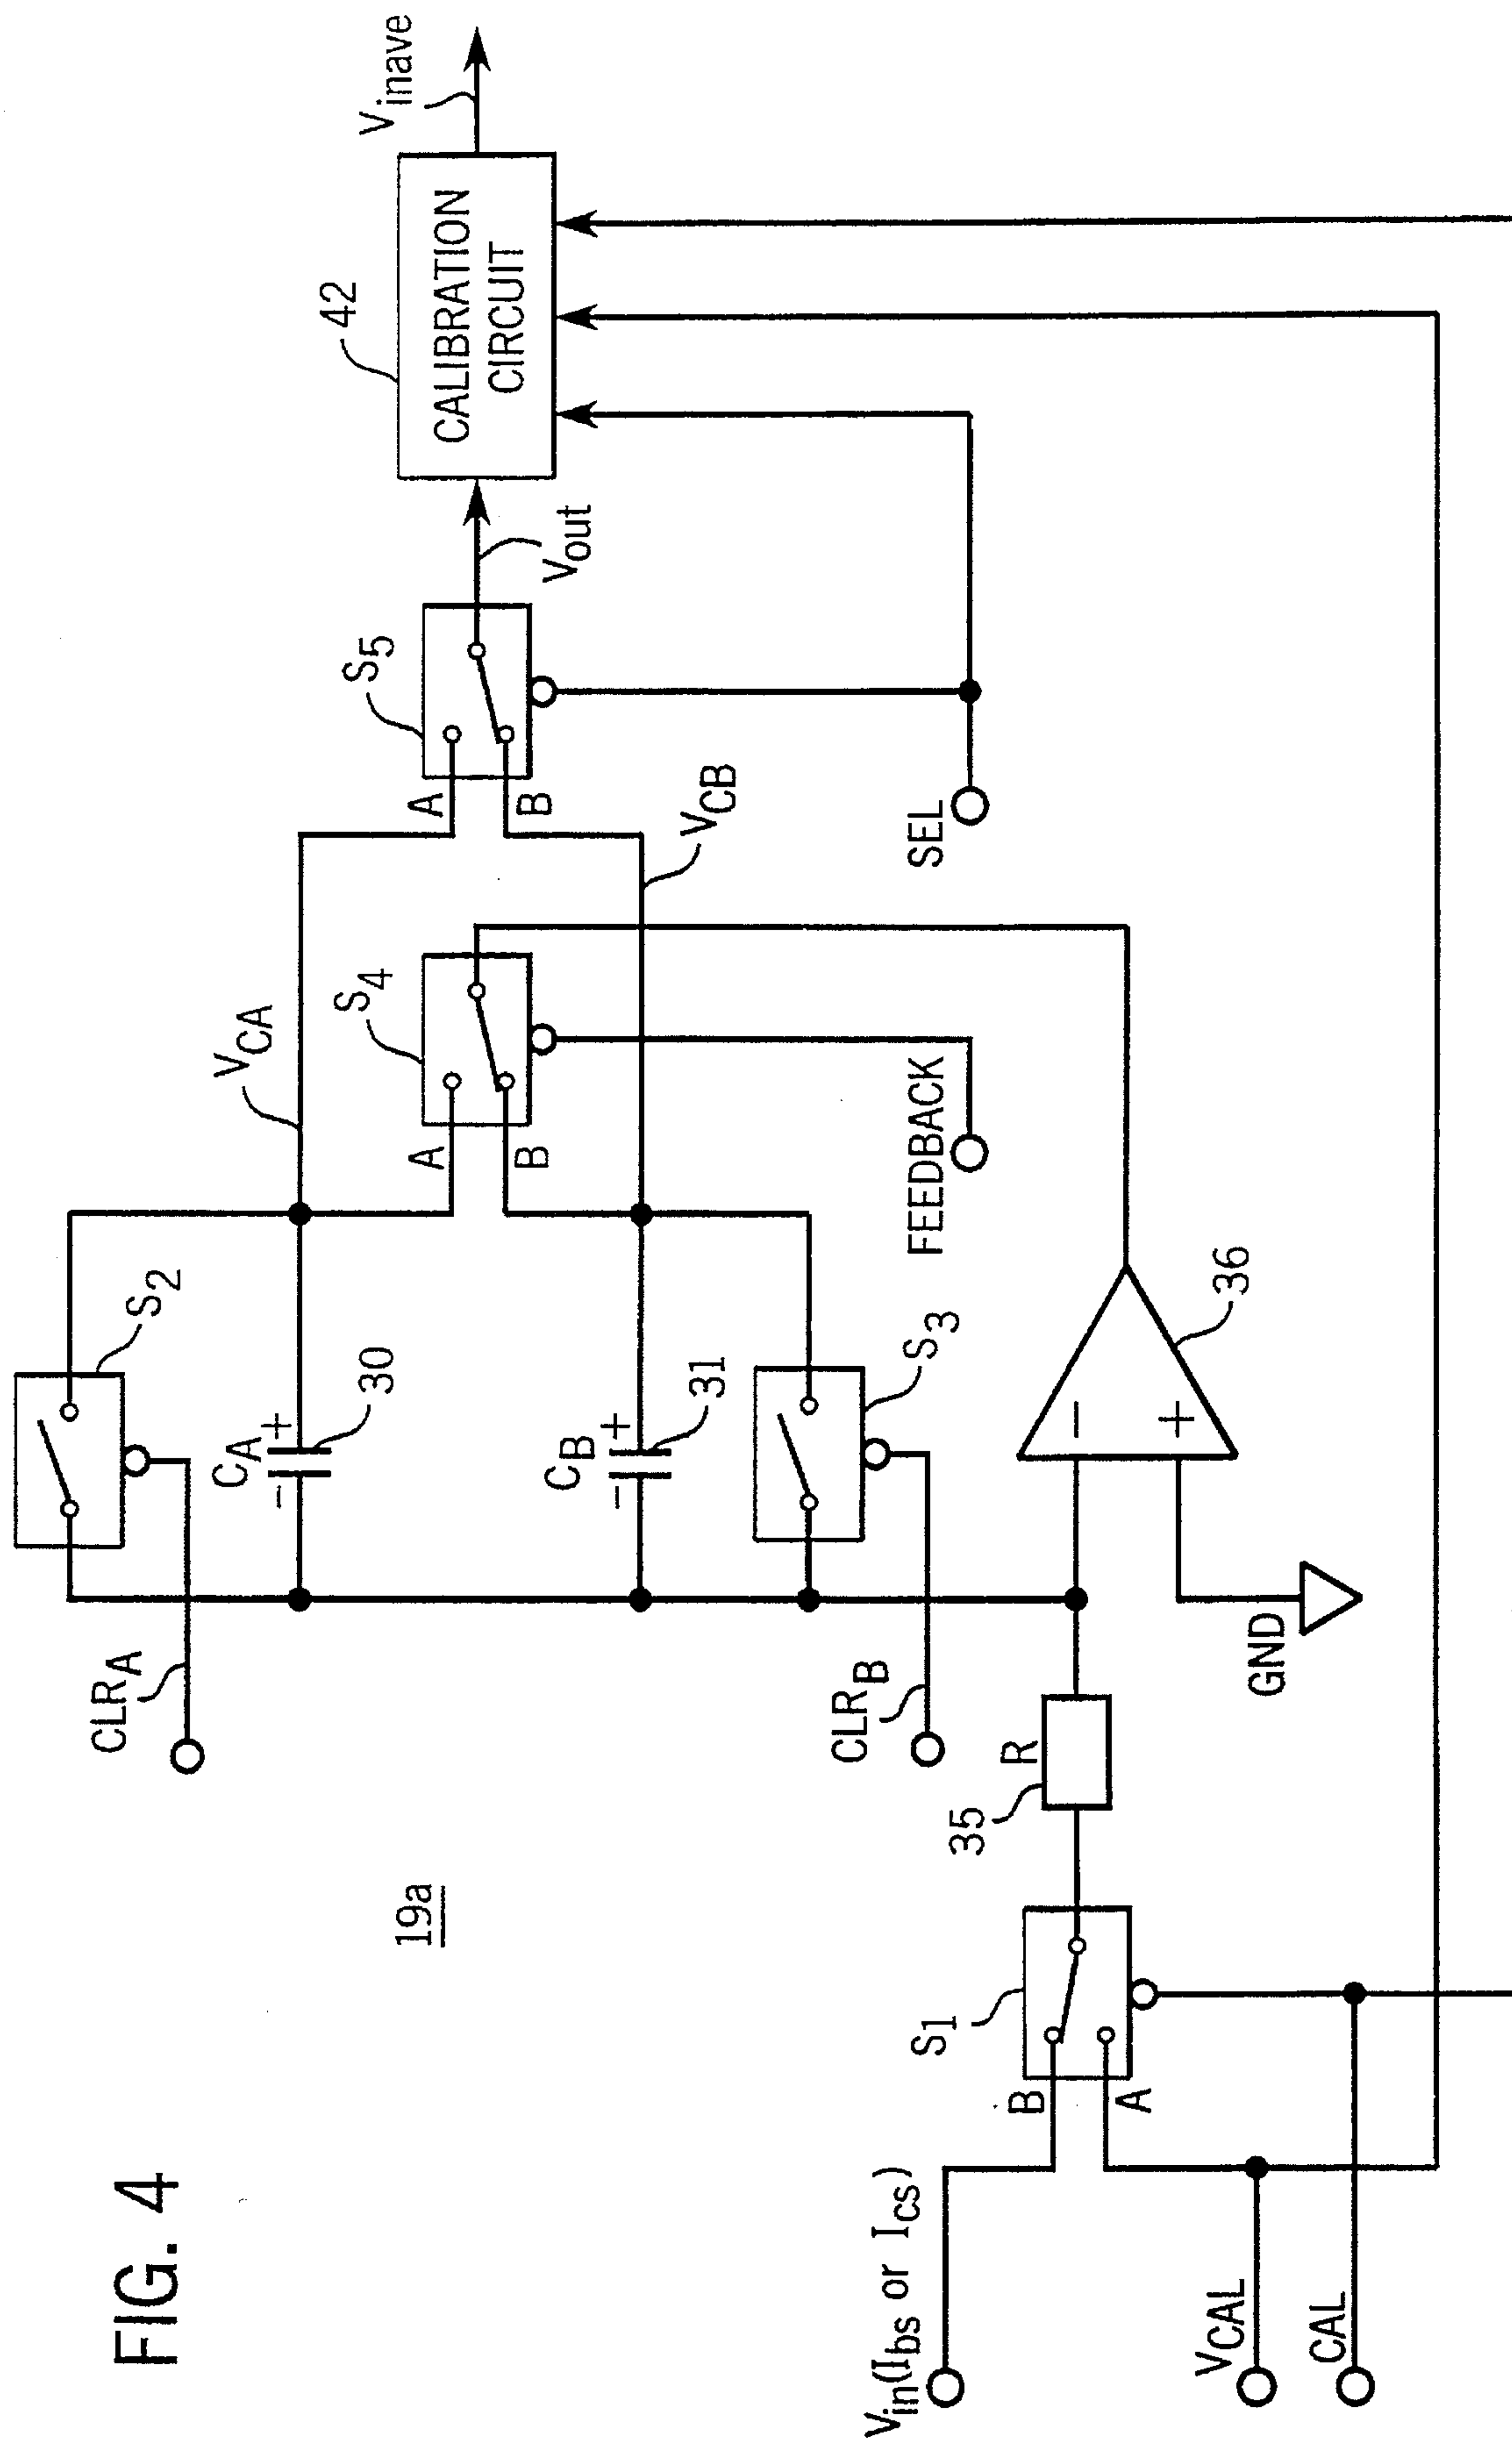 FIG. 4
19a
CLRA
S2
CA
+
-
30
VCA
S4
A
B
S5
A
B
Vout
42
CALIBRATION
CIRCUIT
Vinave
CB
+
-
31
VCB
CLRB
S3
FEEDBACK
SEL
Vin(Ibs or Ics)
S1
B
A
35
R
-
+
36
GND
VCAL
CAL